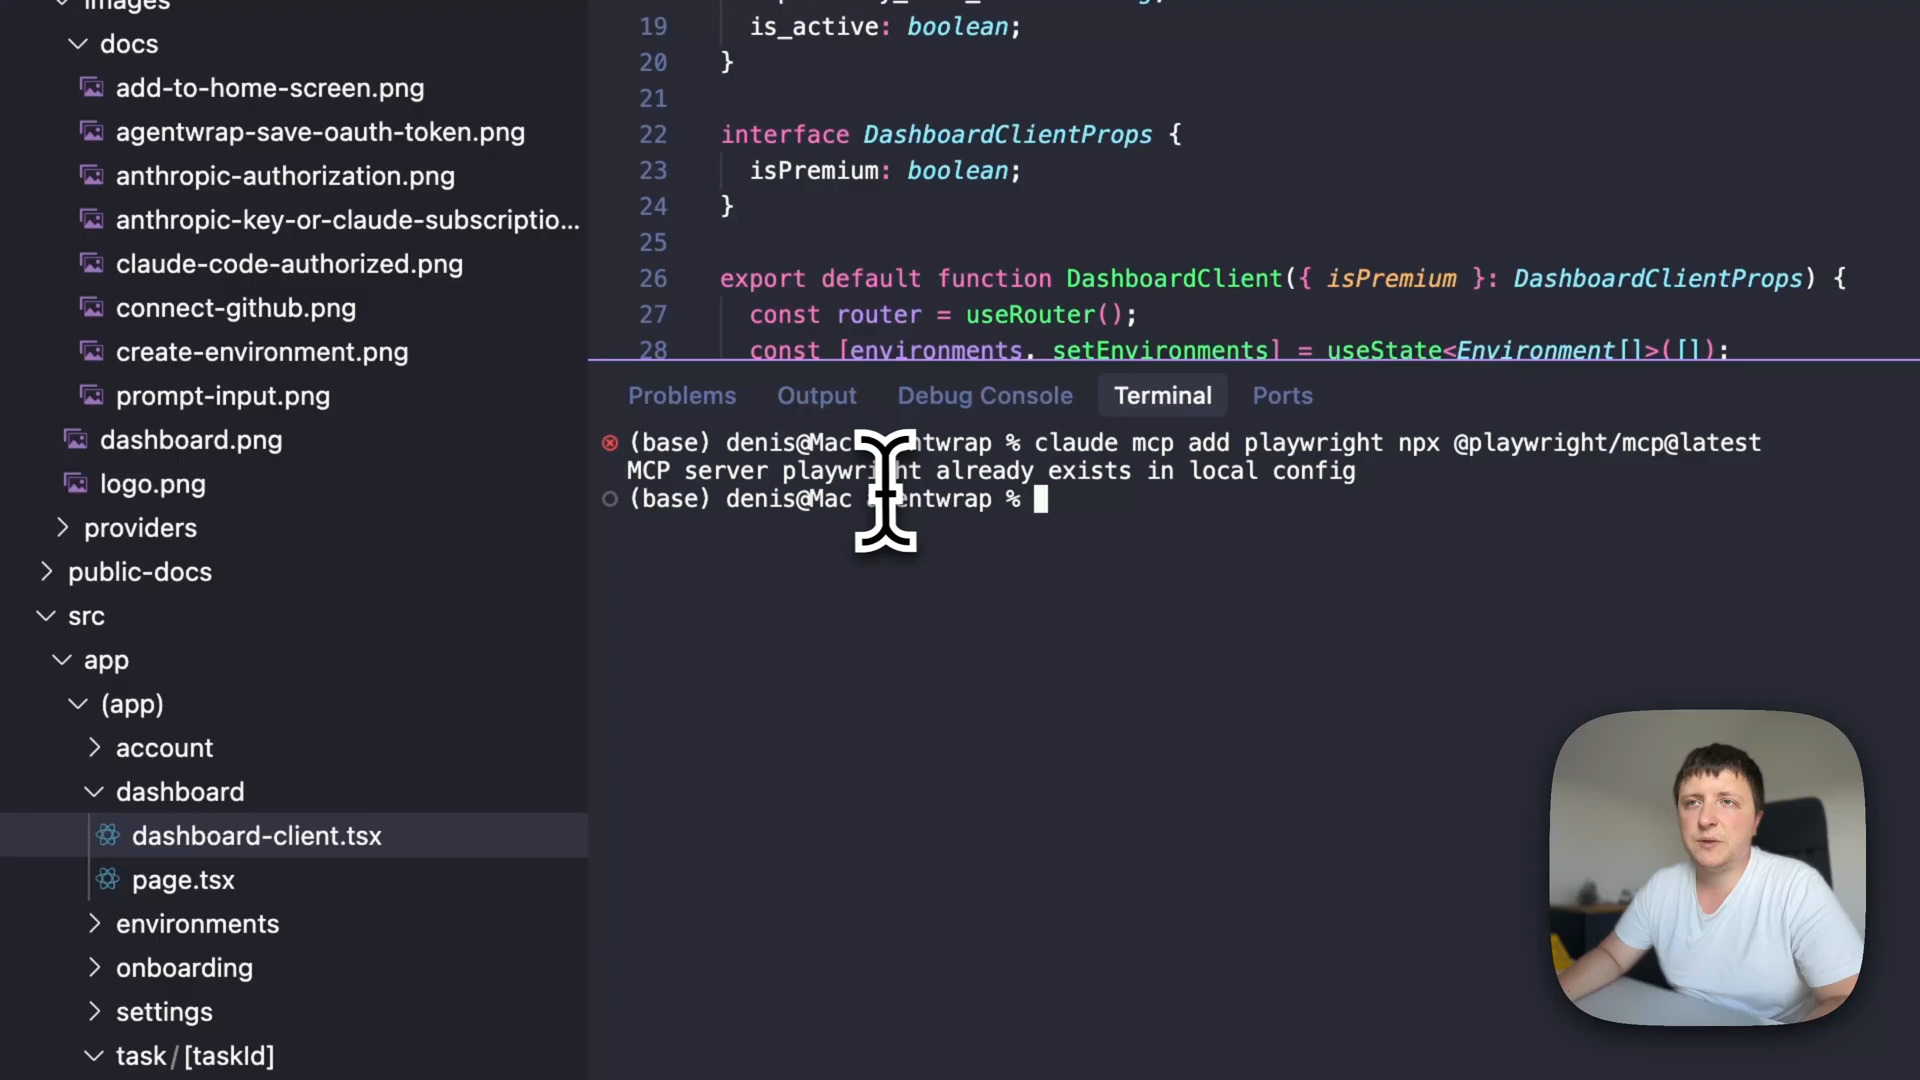 images
docs
add-to-home-screen.png
agentwrap-save-oauth-token.png
anthropic-authorization.png
anthropic-key-or-claude-subscriptio...
claude-code-authorized.png
connect-github.png
create-environment.png
prompt-input.png
dashboard.png
logo.png
providers
public-docs
src
app
(app)
account
dashboard
dashboard-client.tsx
page.tsx
environments
onboarding
settings
task / [taskId]
19 is_active: boolean;
20 }
21
22 interface DashboardClientProps {
23 isPremium: boolean;
24 }
25
26 export default function DashboardClient({ isPremium }: DashboardClientProps) {
27 const router = useRouter();
28 const [environments, setEnvironments] = useState<Environment[]>([]);
Problems Output Debug Console Terminal Ports
(base) denis@Mac ntwrap % claude mcp add playwright npx @playwright/mcp@latest
MCP server playwright already exists in local config
(base) denis@Mac entwrap %